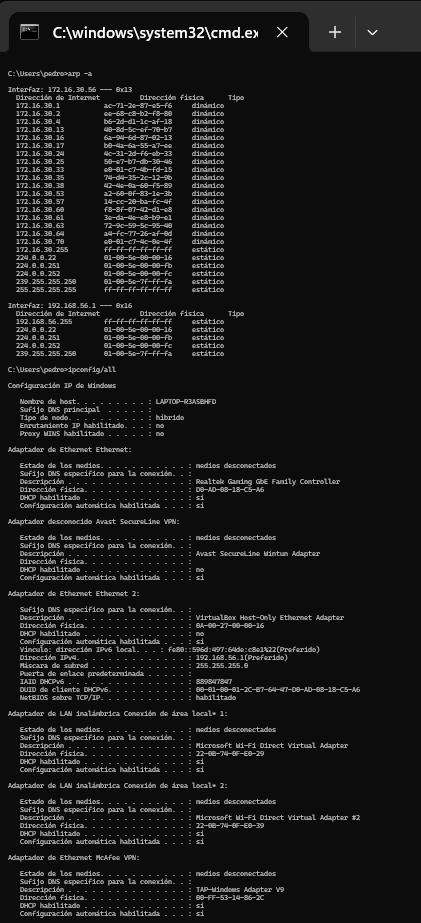 C:\windows\system32\cmd.ex
C:\Users\pedro>arp -a
Interfaz: 172.16.30.56 --- 0x13
Dirección de Internet Dirección física Tipo
172.16.30.1 ac-71-2e-87-e5-f6 dinámico
172.16.30.2 ee-68-c8-b2-f8-80 dinámico
172.16.30.4 b6-2d-d1-1c-af-18 dinámico
172.16.30.13 40-8d-5c-ef-70-b7 dinámico
172.16.30.16 6a-94-6d-87-02-13 dinámico
172.16.30.17 b0-4a-6a-55-a7-ee dinámico
172.16.30.24 4c-31-2d-f6-eb-33 dinámico
172.16.30.25 50-e7-b7-db-30-46 dinámico
172.16.30.33 e0-01-c7-4b-fd-15 dinámico
172.16.30.35 74-d4-35-2c-12-9b dinámico
172.16.30.38 42-4e-0a-60-f5-89 dinámico
172.16.30.53 a2-60-0f-83-1e-3b dinámico
172.16.30.57 14-cc-20-ba-fc-4f dinámico
172.16.30.60 f8-8f-07-42-d1-e8 dinámico
172.16.30.61 3e-da-4e-e8-b9-e1 dinámico
172.16.30.63 72-9c-59-5c-95-40 dinámico
172.16.30.64 a4-fc-77-26-af-0d dinámico
172.16.30.70 e0-01-c7-4c-0e-4f dinámico
172.16.30.255 ff-ff-ff-ff-ff-ff estático
224.0.0.22 01-00-5e-00-00-16 estático
224.0.0.251 01-00-5e-00-00-fb estático
224.0.0.252 01-00-5e-00-00-fc estático
239.255.255.250 01-00-5e-7f-ff-fa estático
255.255.255.255 ff-ff-ff-ff-ff-ff estático
Interfaz: 192.168.56.1 --- 0x16
Dirección de Internet Dirección física Tipo
192.168.56.255 ff-ff-ff-ff-ff-ff estático
224.0.0.22 01-00-5e-00-00-16 estático
224.0.0.251 01-00-5e-00-00-fb estático
224.0.0.252 01-00-5e-00-00-fc estático
239.255.255.250 01-00-5e-7f-ff-fa estático
C:\Users\pedro>ipconfig/all
Configuración IP de Windows
Nombre de host. . . . . . . . . : LAPTOP-R3ASBHFD
Sufijo DNS principal . . . . . . :
Tipo de nodo. . . . . . . . . . : híbrido
Enrutamiento IP habilitado. . . : no
Proxy WINS habilitado . . . . . : no
Adaptador de Ethernet Ethernet:
Estado de los medios. . . . . . . . . . . : medios desconectados
Sufijo DNS específico para la conexión. . :
Descripción . . . . . . . . . . . . . . . : Realtek Gaming GbE Family Controller
Dirección física. . . . . . . . . . . . . : D0-AD-08-18-C5-A6
DHCP habilitado . . . . . . . . . . . . . : sí
Configuración automática habilitada . . . : sí
Adaptador desconocido Avast SecureLine VPN:
Estado de los medios. . . . . . . . . . . : medios desconectados
Sufijo DNS específico para la conexión. . :
Descripción . . . . . . . . . . . . . . . : Avast SecureLine Wintun Adapter
Dirección física. . . . . . . . . . . . . :
DHCP habilitado . . . . . . . . . . . . . : no
Configuración automática habilitada . . . : sí
Adaptador de Ethernet Ethernet 2:
Sufijo DNS específico para la conexión. . :
Descripción . . . . . . . . . . . . . . . : VirtualBox Host-Only Ethernet Adapter
Dirección física. . . . . . . . . . . . . : 0A-00-27-00-00-16
DHCP habilitado . . . . . . . . . . . . . : no
Configuración automática habilitada . . . : sí
Vínculo: dirección IPv6 local. . . : fe80::596d:497:64de:c8e1%22(Preferido)
Dirección IPv4. . . . . . . . . . . . . . : 192.168.56.1(Preferido)
Máscara de subred . . . . . . . . . . . . : 255.255.255.0
Puerta de enlace predeterminada . . . . . :
IAID DHCPv6 . . . . . . . . . . . . . . . : 889847847
DUID de cliente DHCPv6. . . . . . . . . . : 00-01-00-01-2C-B7-64-47-D0-AD-08-18-C5-A6
NetBIOS sobre TCP/IP. . . . . . . . . . . : habilitado
Adaptador de LAN inalámbrica Conexión de área local* 1:
Estado de los medios. . . . . . . . . . . : medios desconectados
Sufijo DNS específico para la conexión. . :
Descripción . . . . . . . . . . . . . . . : Microsoft Wi-Fi Direct Virtual Adapter
Dirección física. . . . . . . . . . . . . : 22-0B-74-0F-E0-29
DHCP habilitado . . . . . . . . . . . . . : sí
Configuración automática habilitada . . . : sí
Adaptador de LAN inalámbrica Conexión de área local* 2:
Estado de los medios. . . . . . . . . . . : medios desconectados
Sufijo DNS específico para la conexión. . :
Descripción . . . . . . . . . . . . . . . : Microsoft Wi-Fi Direct Virtual Adapter #2
Dirección física. . . . . . . . . . . . . : 22-0B-74-0F-E0-39
DHCP habilitado . . . . . . . . . . . . . : sí
Configuración automática habilitada . . . : sí
Adaptador de Ethernet McAfee VPN:
Estado de los medios. . . . . . . . . . . : medios desconectados
Sufijo DNS específico para la conexión. . :
Descripción . . . . . . . . . . . . . . . : TAP-Windows Adapter V9
Dirección física. . . . . . . . . . . . . : 00-FF-53-14-86-2C
DHCP habilitado . . . . . . . . . . . . . : sí
Configuración automática habilitada . . . : sí